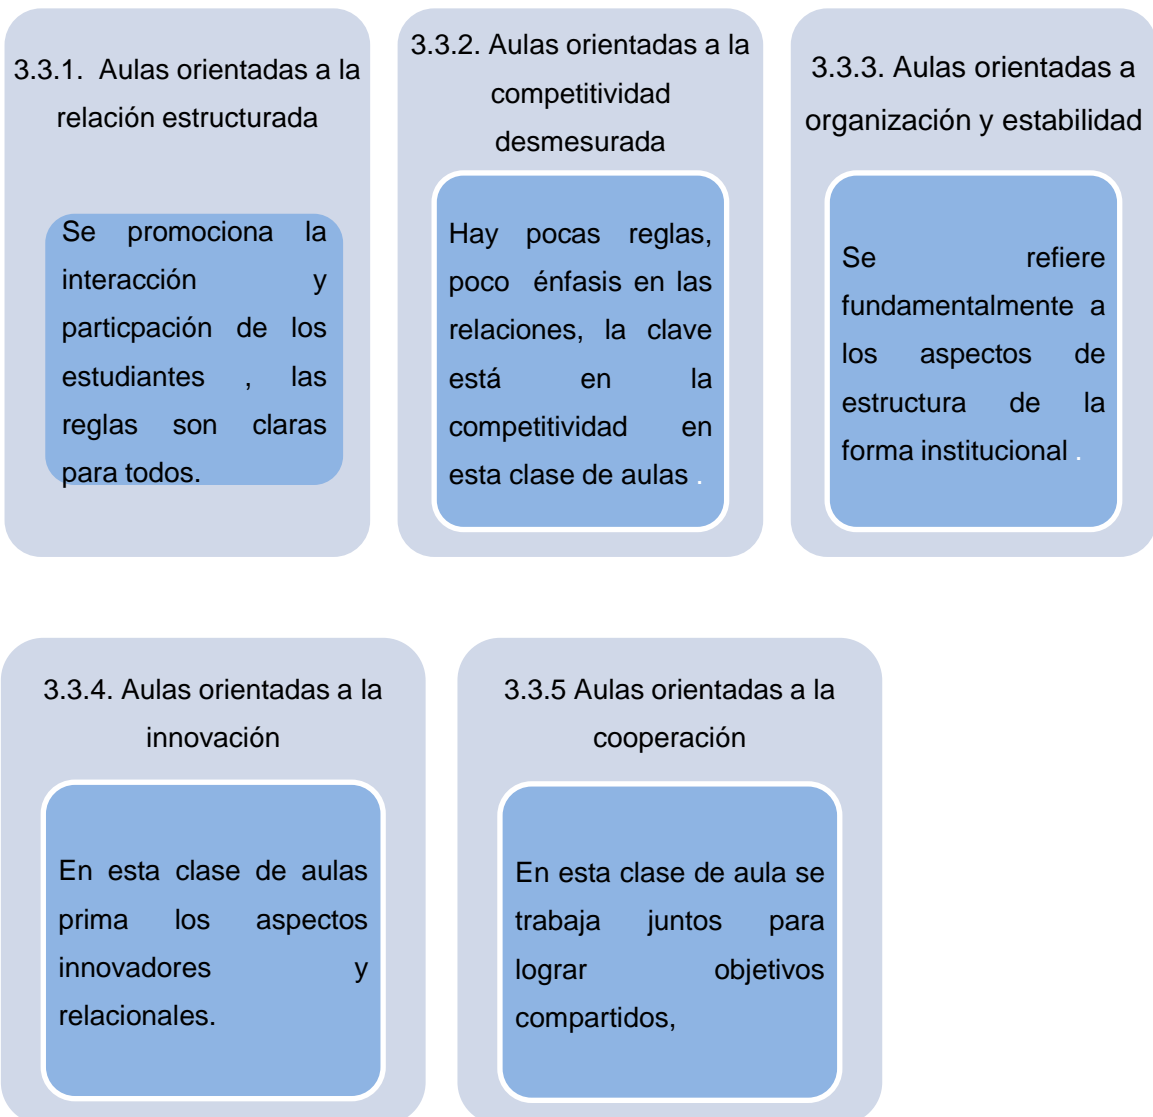 3.3.1. Aulas orientadas a la
relación estructurada
Se promociona la
interacción y
particpación de los
estudiantes , las
reglas son claras
para todos.
3.3.2. Aulas orientadas a la
competitividad
desmesurada
Hay pocas reglas,
poco énfasis en las
relaciones, la clave
está en la
competitividad en
esta clase de aulas .
3.3.3. Aulas orientadas a
organización y estabilidad
Se refiere
fundamentalmente a
los aspectos de
estructura de la
forma institucional .
3.3.4. Aulas orientadas a la
innovación
En esta clase de aulas
prima los aspectos
innovadores y
relacionales.
3.3.5 Aulas orientadas a la
cooperación
En esta clase de aula se
trabaja juntos para
lograr objetivos
compartidos,